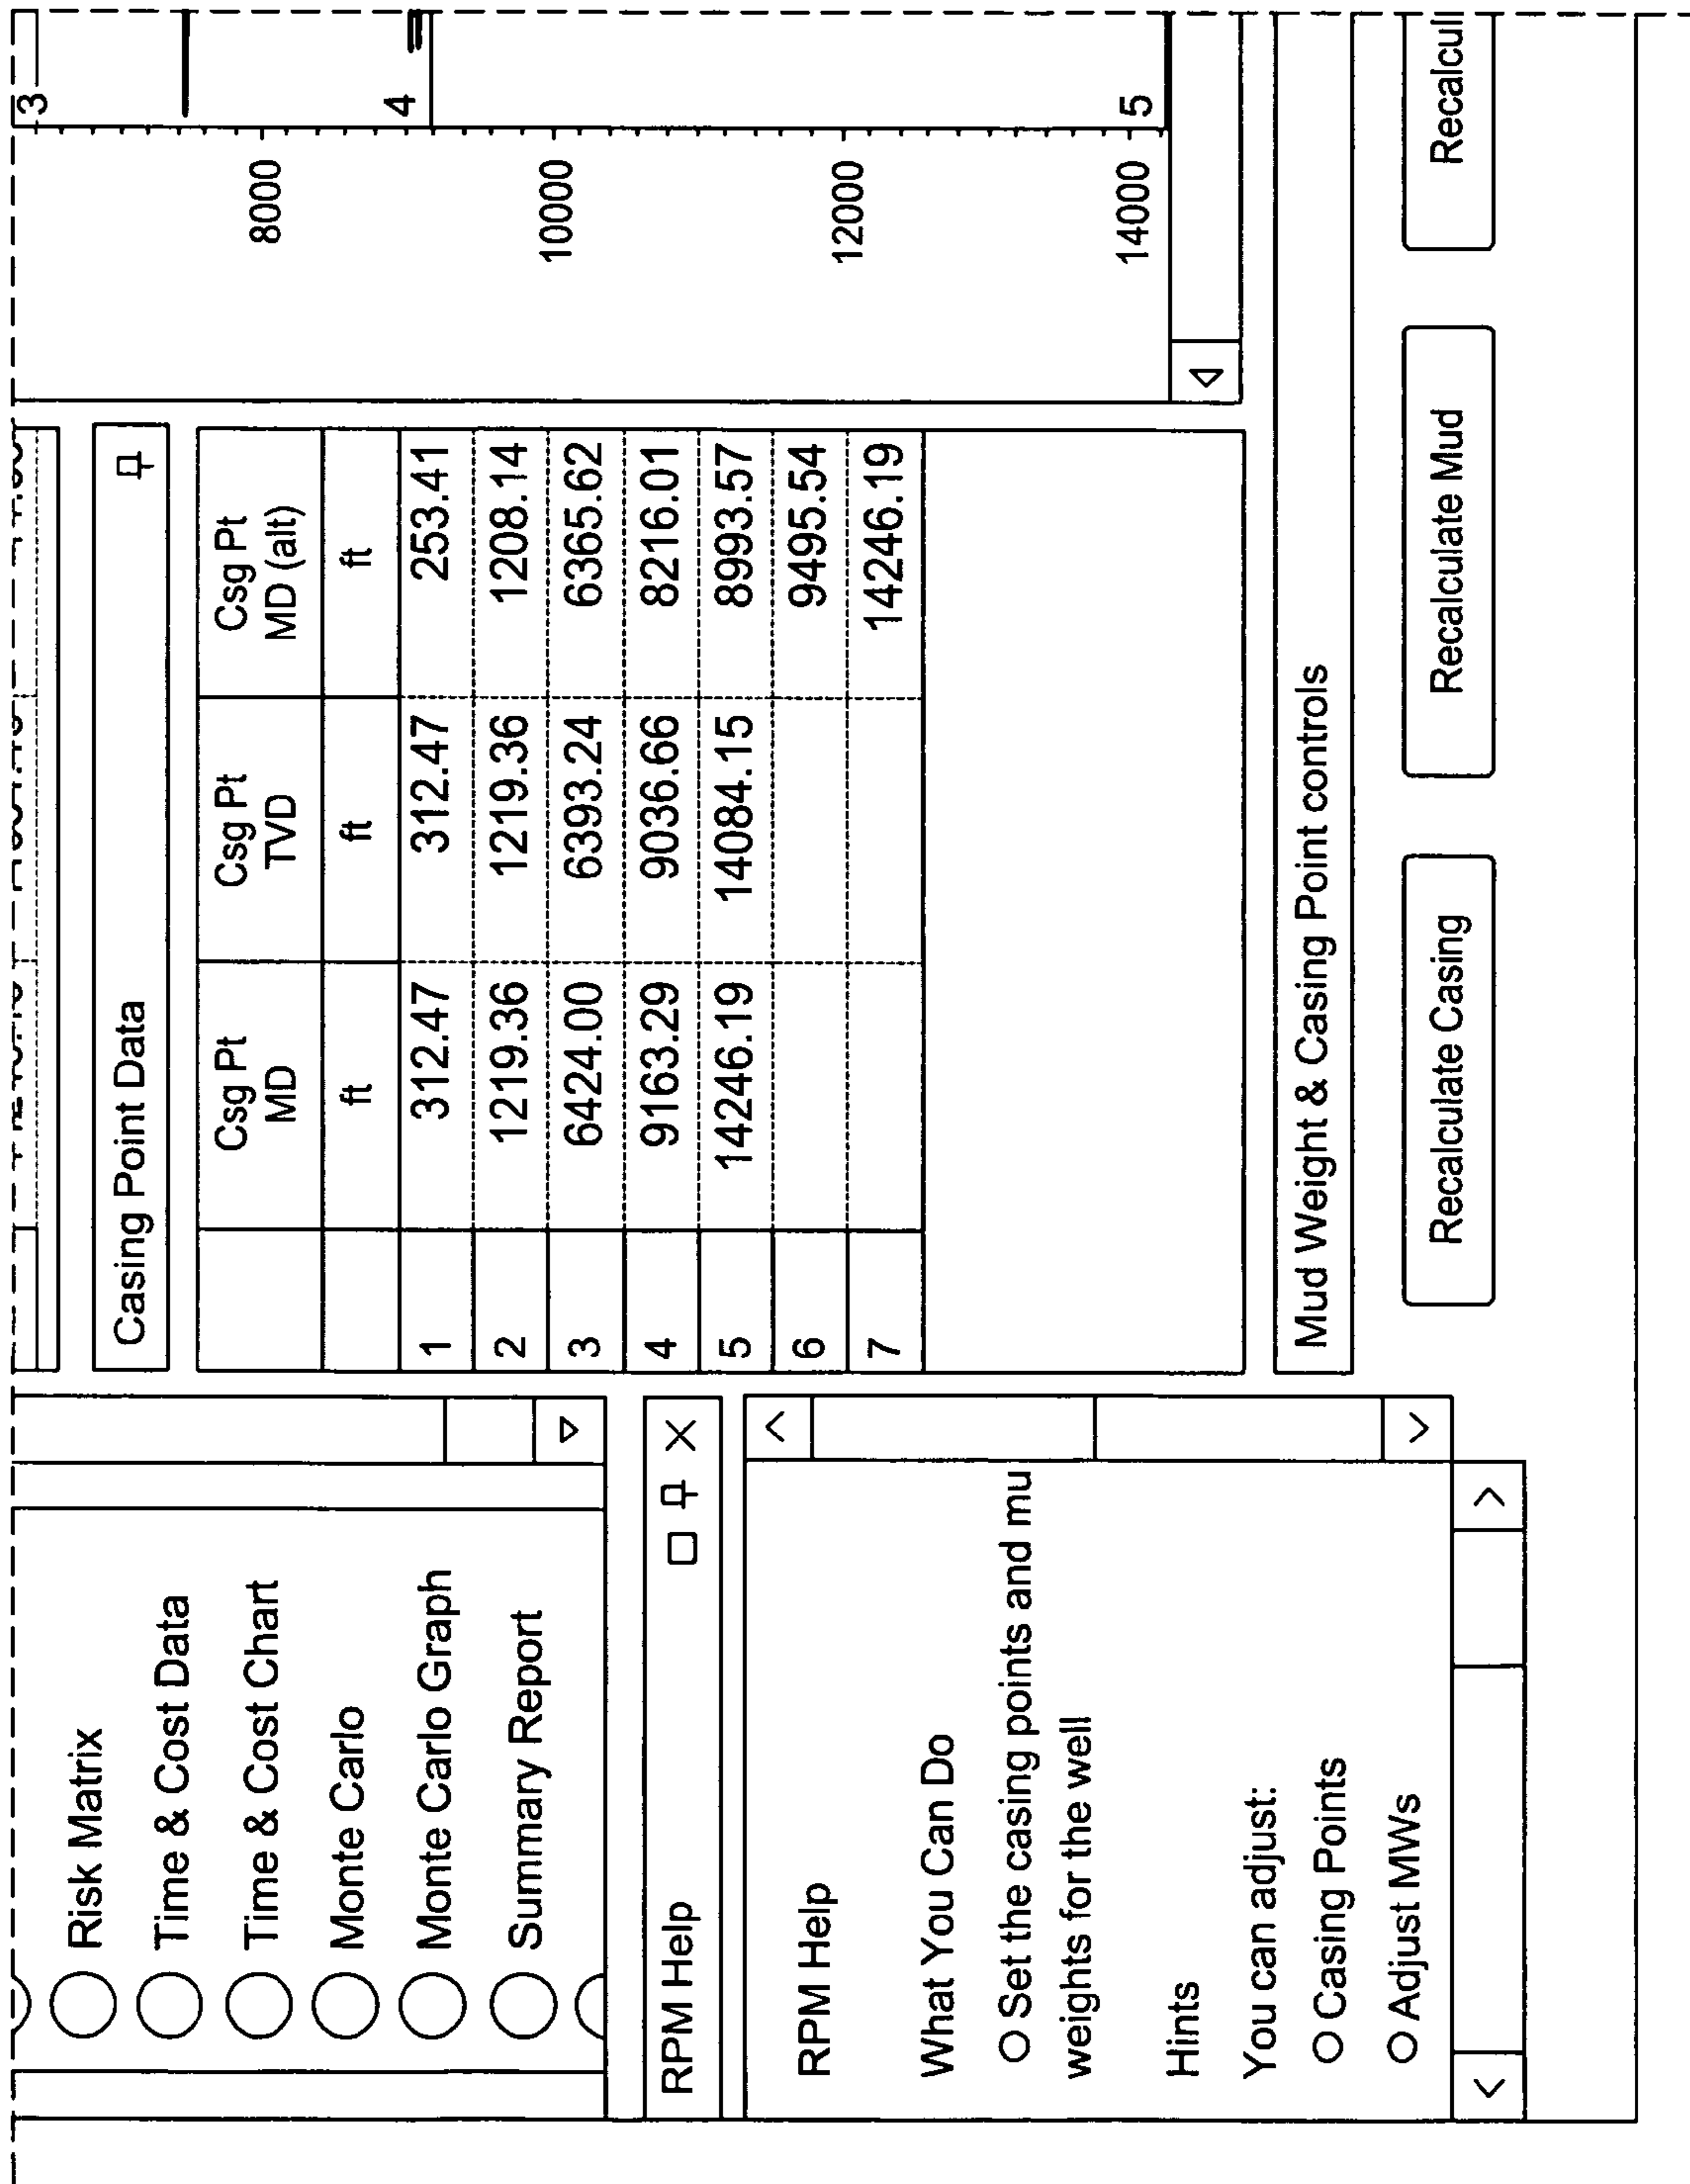 Risk Matrix
Time & Cost Data
Time & Cost Chart
Monte Carlo
Monte Carlo Graph
Summary Report
RPM Help
RPM Help
What You Can Do
Set the casing points and mu
weights for the well
Hints
You can adjust:
Casing Points
Adjust MWs
Casing Point Data
Csg Pt MD Csg Pt TVD Csg Pt MD (alt)
ft ft ft
1 312.47 312.47 253.41
2 1219.36 1219.36 1208.14
3 6424.00 6393.24 6365.62
4 9163.29 9036.66 8216.01
5 14246.19 14084.15 8993.57
6 9495.54
7 14246.19
3
8000
4
10000
12000
14000
5
Mud Weight & Casing Point controls
Recalculate Casing Recalculate Mud Recalcul